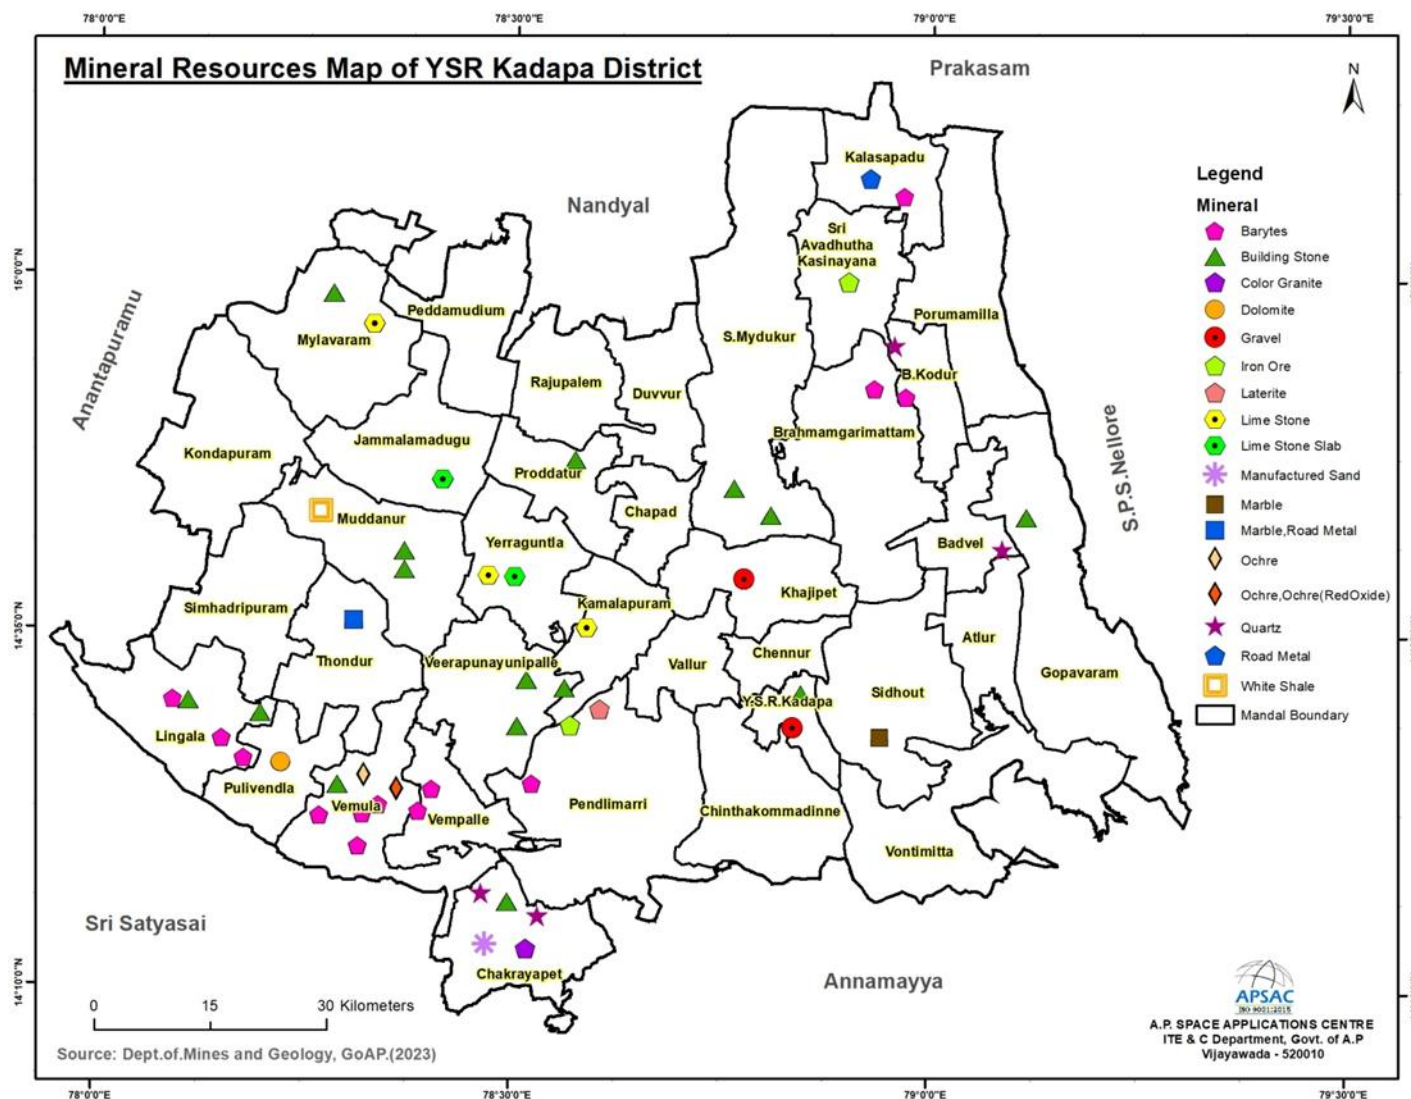 78°0'0"E
78°30'0"E
79°0'0"E
79°30'0"E
Mineral Resources Map of YSR Kadapa District
Prakasam
N
Kalasapadu
Nandyal
Sri
Avadhutha
Kasinayana
15°0'0"N
Anantapuramu
Peddamudium
Porumamilla
Mylavaram
S.Mydukur
Rajupalem
B.Kodur
Duvvur
Brahmamgarimattam
Jammalamadugu
Kondapuram
Proddatur
S.P.S.Nellore
Chapad
Muddanur
Yerraguntla
Badvel
Khajipet
Kamalapuram
Simhadripuram
14°35'0"N
Atlur
Chennur
Thondur
Veerapunayunipalle
Vallur
Gopavaram
Sidhout
Y.S.R.Kadapa
Lingala
Pulivendla
Vemula
Pendlimarri
Chinthakommadinne
Vempalle
Vontimitta
Sri Satyasai
Chakrayapet
Annamayya
14°10'0"N
Legend
Mineral
Barytes
Building Stone
Color Granite
Dolomite
Gravel
Iron Ore
Laterite
Lime Stone
Lime Stone Slab
Manufactured Sand
Marble
Marble,Road Metal
Ochre
Ochre,Ochre(RedOxide)
Quartz
Road Metal
White Shale
Mandal Boundary
0 15 30 Kilometers
Source: Dept.of.Mines and Geology, GoAP.(2023)
APSAC
ISO 9001:2015
A.P. SPACE APPLICATIONS CENTRE
ITE & C Department, Govt. of A.P
Vijayawada - 520010
78°0'0"E
78°30'0"E
79°0'0"E
79°30'0"E